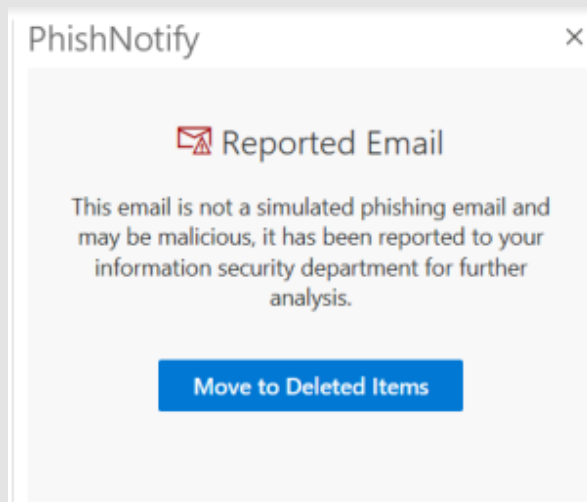 PhishNotify
Reported Email
This email is not a simulated phishing email and
may be malicious, it has been reported to your
information security department for further
analysis.
Move to Deleted Items